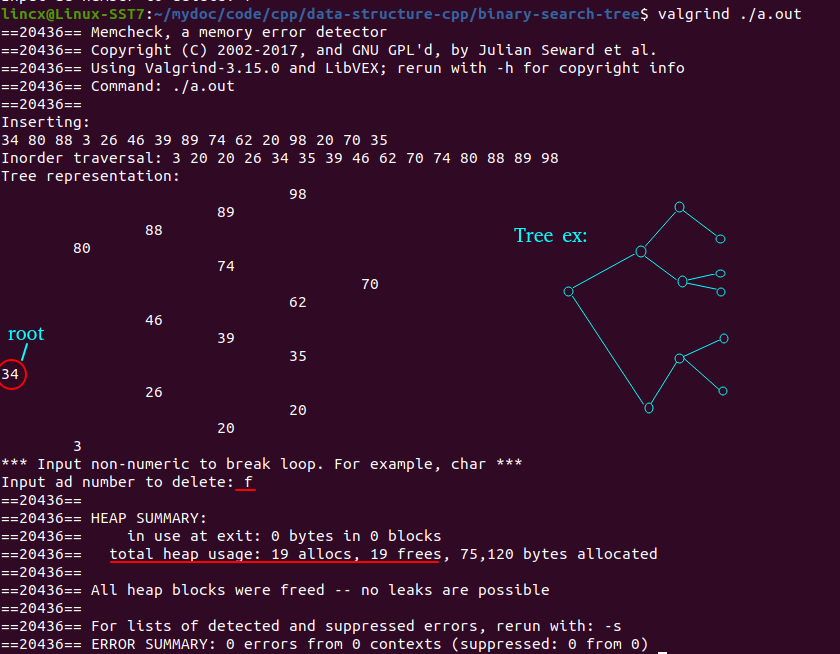 lincx@Linux-SST7:~/mydoc/code/cpp/data-structure-cpp/binary-search-tree$ valgrind ./a.out
==20436== Memcheck, a memory error detector
==20436== Copyright (C) 2002-2017, and GNU GPL'd, by Julian Seward et al.
==20436== Using Valgrind-3.15.0 and LibVEX; rerun with -h for copyright info
==20436== Command: ./a.out
==20436==
Inserting:
34 80 88 3 26 46 39 89 74 62 20 98 20 70 35
Inorder traversal: 3 20 20 26 34 35 39 46 62 70 74 80 88 89 98
Tree representation:
98
89
88
Tree ex:
80
74
70
62
46
root
39
35
34
26
20
20
3
*** Input non-numeric to break loop. For example, char ***
Input ad number to delete: f
==20436==
==20436== HEAP SUMMARY:
==20436==     in use at exit: 0 bytes in 0 blocks
==20436==   total heap usage: 19 allocs, 19 frees, 75,120 bytes allocated
==20436==
==20436== All heap blocks were freed -- no leaks are possible
==20436==
==20436== For lists of detected and suppressed errors, rerun with: -s
==20436== ERROR SUMMARY: 0 errors from 0 contexts (suppressed: 0 from 0)